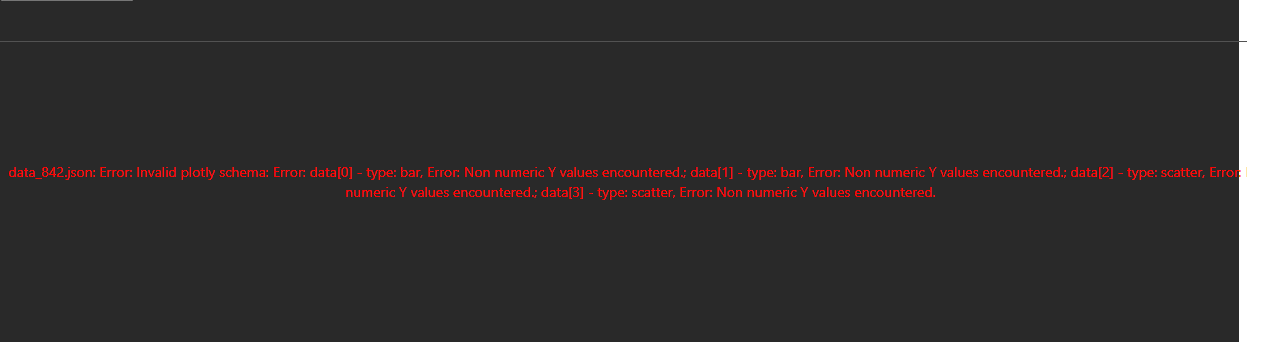 data_842.json: Error: Invalid plotly schema: Error: data[0] - type: bar, Error: Non numeric Y values encountered.; data[1] - type: bar, Error: Non numeric Y values encountered.; data[2] - type: scatter, Error:
numeric Y values encountered.; data[3] - type: scatter, Error: Non numeric Y values encountered.